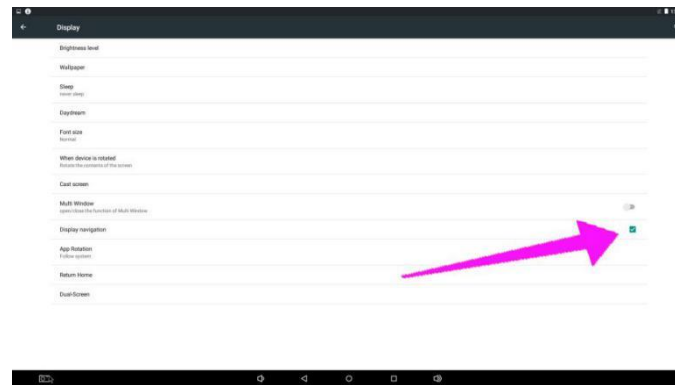 Display
Brightness level
Wallpaper
Sleep
never sleep
Daydream
Font size
Normal
When device is rotated
Rotate the contents of the screen
Cast screen
Multi Window
open/close the function of Multi Window
Display navigation
App Rotation
Follow system
Return Home
Dual-Screen